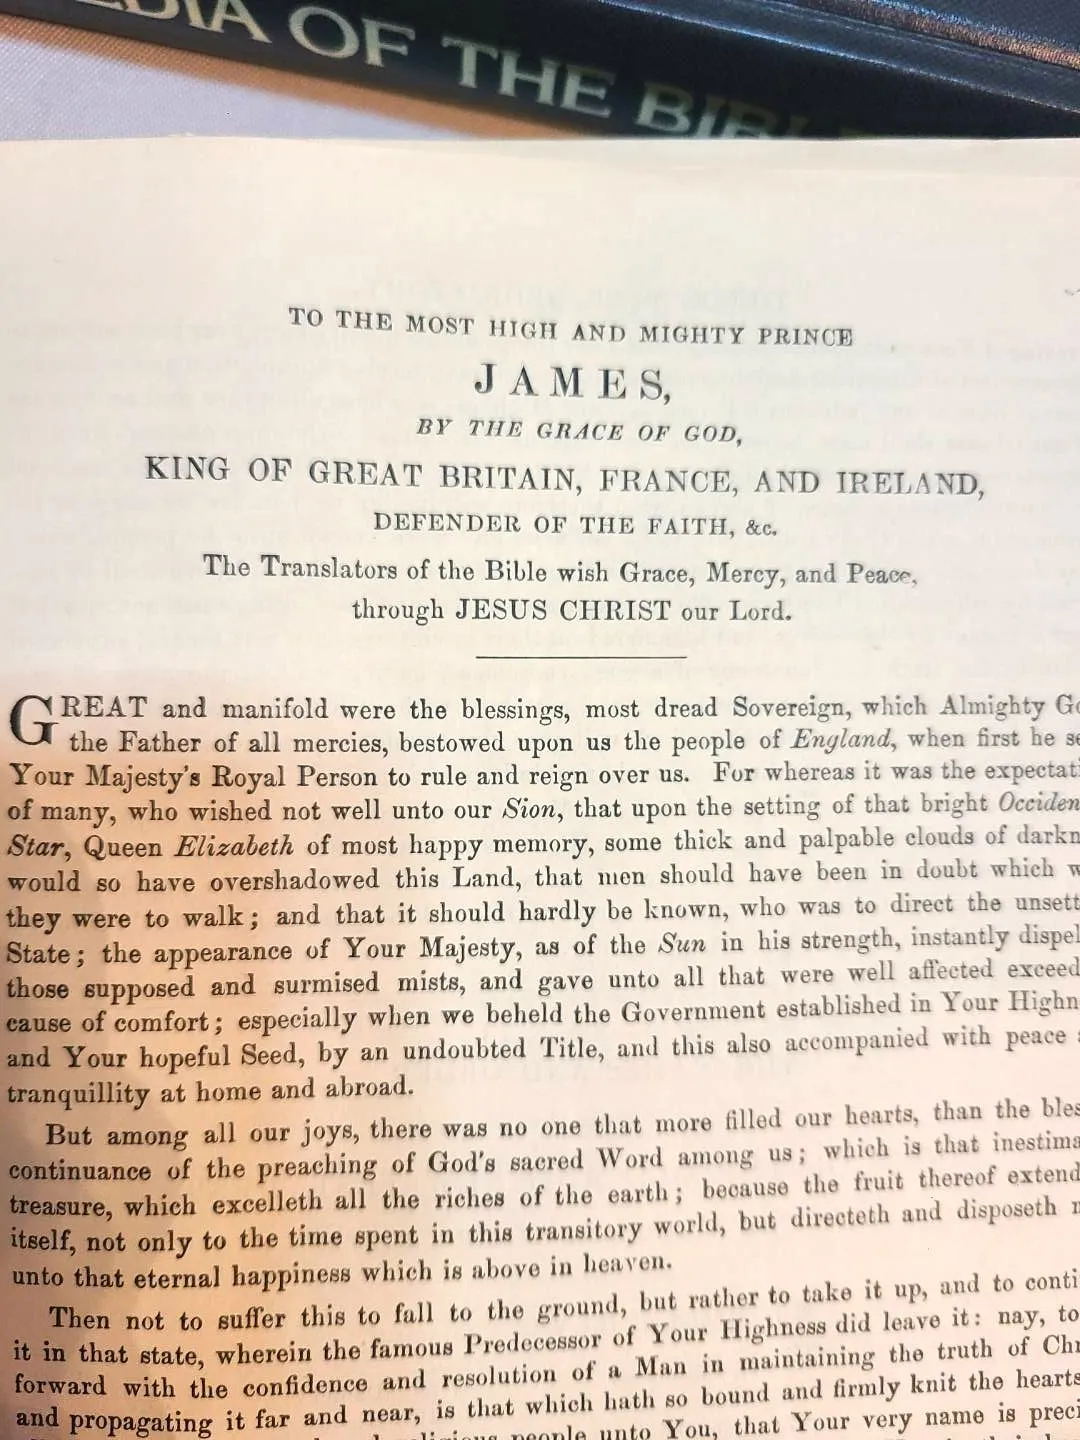 OF THE
TO THE MOST HIGH AND MIGHTY PRINCE
JAMES,
BY THE GRACE OF GOD,
KING OF GREAT BRITAIN, FRANCE, AND IRELAND,
DEFENDER OF THE FAITH, &c.
The Translators of the Bible wish Grace, Mercy, and Peace,
through JESUS CHRIST our Lord.
GREAT and manifold were the blessings, most dread Sovereign, which Almighty
the Father of all mercies, bestowed upon us the people of England, when first he
Your Majesty's Royal Person to rule and reign over us. For whereas it was the
of many, who wished not well unto our Sion, that upon the setting of that bright
Star, Queen Elizabeth of most happy memory, some thick and palpable clouds of
would so have overshadowed this Land, that men should have been in doubt which
they were to walk; and that it should hardly be known, who was to direct the
State; the appearance of Your Majesty, as of the Sun in his strength, instantly
those supposed and surmised mists, and gave unto all that were well affected
cause of comfort; especially when we beheld the Government established in Your
and Your hopeful Seed, by an undoubted Title, and this also accompanied with peace
tranquillity at home and abroad.
But among all our joys, there was no one that more filled our hearts, than the
continuance of the preaching of God's sacred Word among us; which is that
treasure, which excelleth all the riches of the earth; because the fruit thereof
itself, not only to the time spent in this transitory world, but directeth and disposeth
unto that eternal happiness which is above in heaven.
Then not to suffer this to fall to the ground, but rather to take it up, and to
it in that state, wherein the famous Predecessor of Your Highness did leave it: nay, to
forward with the confidence and resolution of a Man in maintaining the truth of
and propagating it far and near, is that which hath so bound and firmly knit the hearts
people unto You, that Your very name is